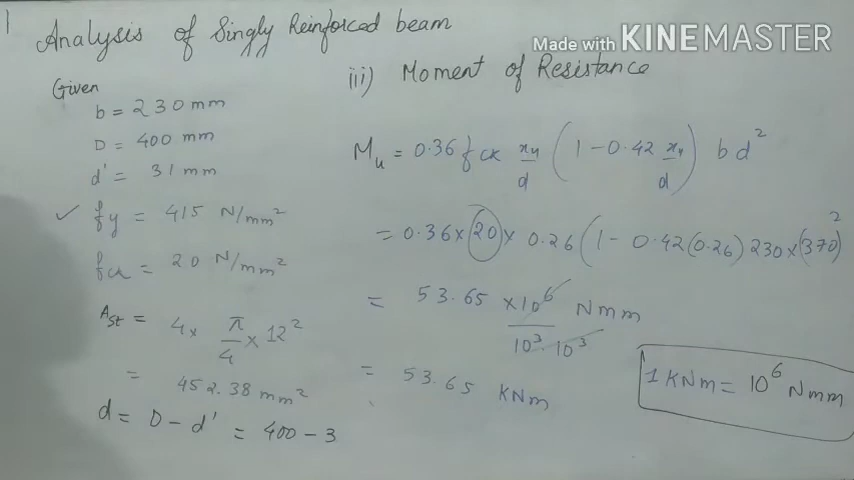 1
Analysis of Singly Reinforced beam
Made with KINEMASTER
Given
b = 230 mm
D = 400 mm
d' = 31 mm
✓ fy = 415 N/mm²
fck = 20 N/mm²
Ast = 4 × π/4 × 12²
= 452.38 mm²
d = D - d' = 400 - 3
iii) Moment of Resistance
Mu = 0.36 fck xu/d (1 - 0.42 xu/d) bd²
= 0.36 × 20 × 0.26 (1 - 0.42 (0.26) 230 × (370)²
= 53.65 × 10⁶ / 10³ · 10³ Nmm
= 53.65 KNm
1 KNm = 10⁶ Nmm